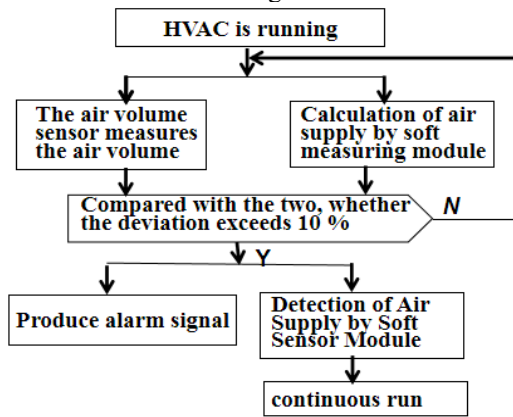 HVAC is running
The air volume
sensor measures
the air volume
Calculation of air
supply by soft
measuring module
Compared with the two, whether
the deviation exceeds 10 %
N
Y
Produce alarm signal
Detection of Air
Supply by Soft
Sensor Module
continuous run